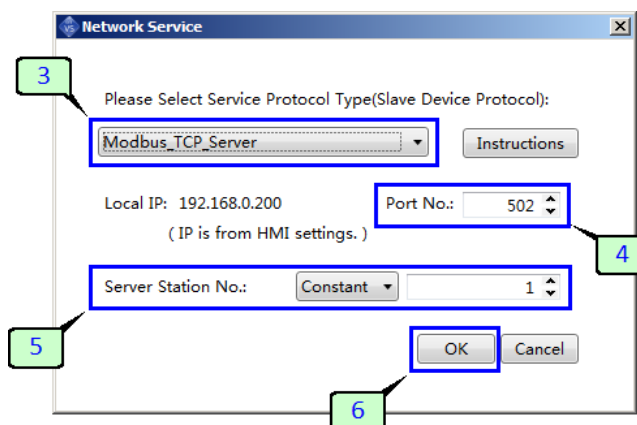 Network Service
3
Please Select Service Protocol Type(Slave Device Protocol):
Modbus_TCP_Server Instructions
Local IP: 192.168.0.200 Port No.: 502
( IP is from HMI settings. )
4
Server Station No.: Constant 1
5
OK Cancel
6